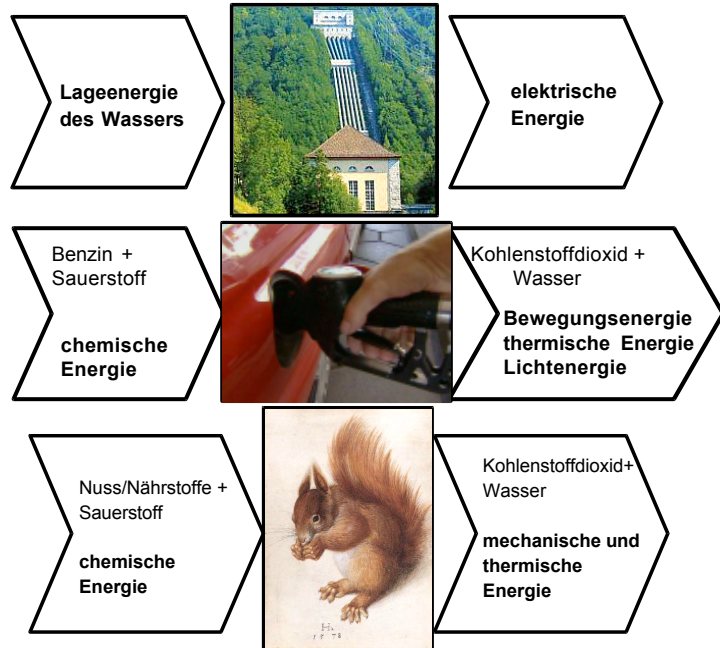 Lageenergie
des Wassers
elektrische
Energie
Benzin +
Sauerstoff
chemische
Energie
Kohlenstoffdioxid +
Wasser
Bewegungsenergie
thermische Energie
Lichtenergie
Nuss/Nährstoffe +
Sauerstoff
chemische
Energie
Kohlenstoffdioxid+
Wasser
mechanische und
thermische
Energie
1578